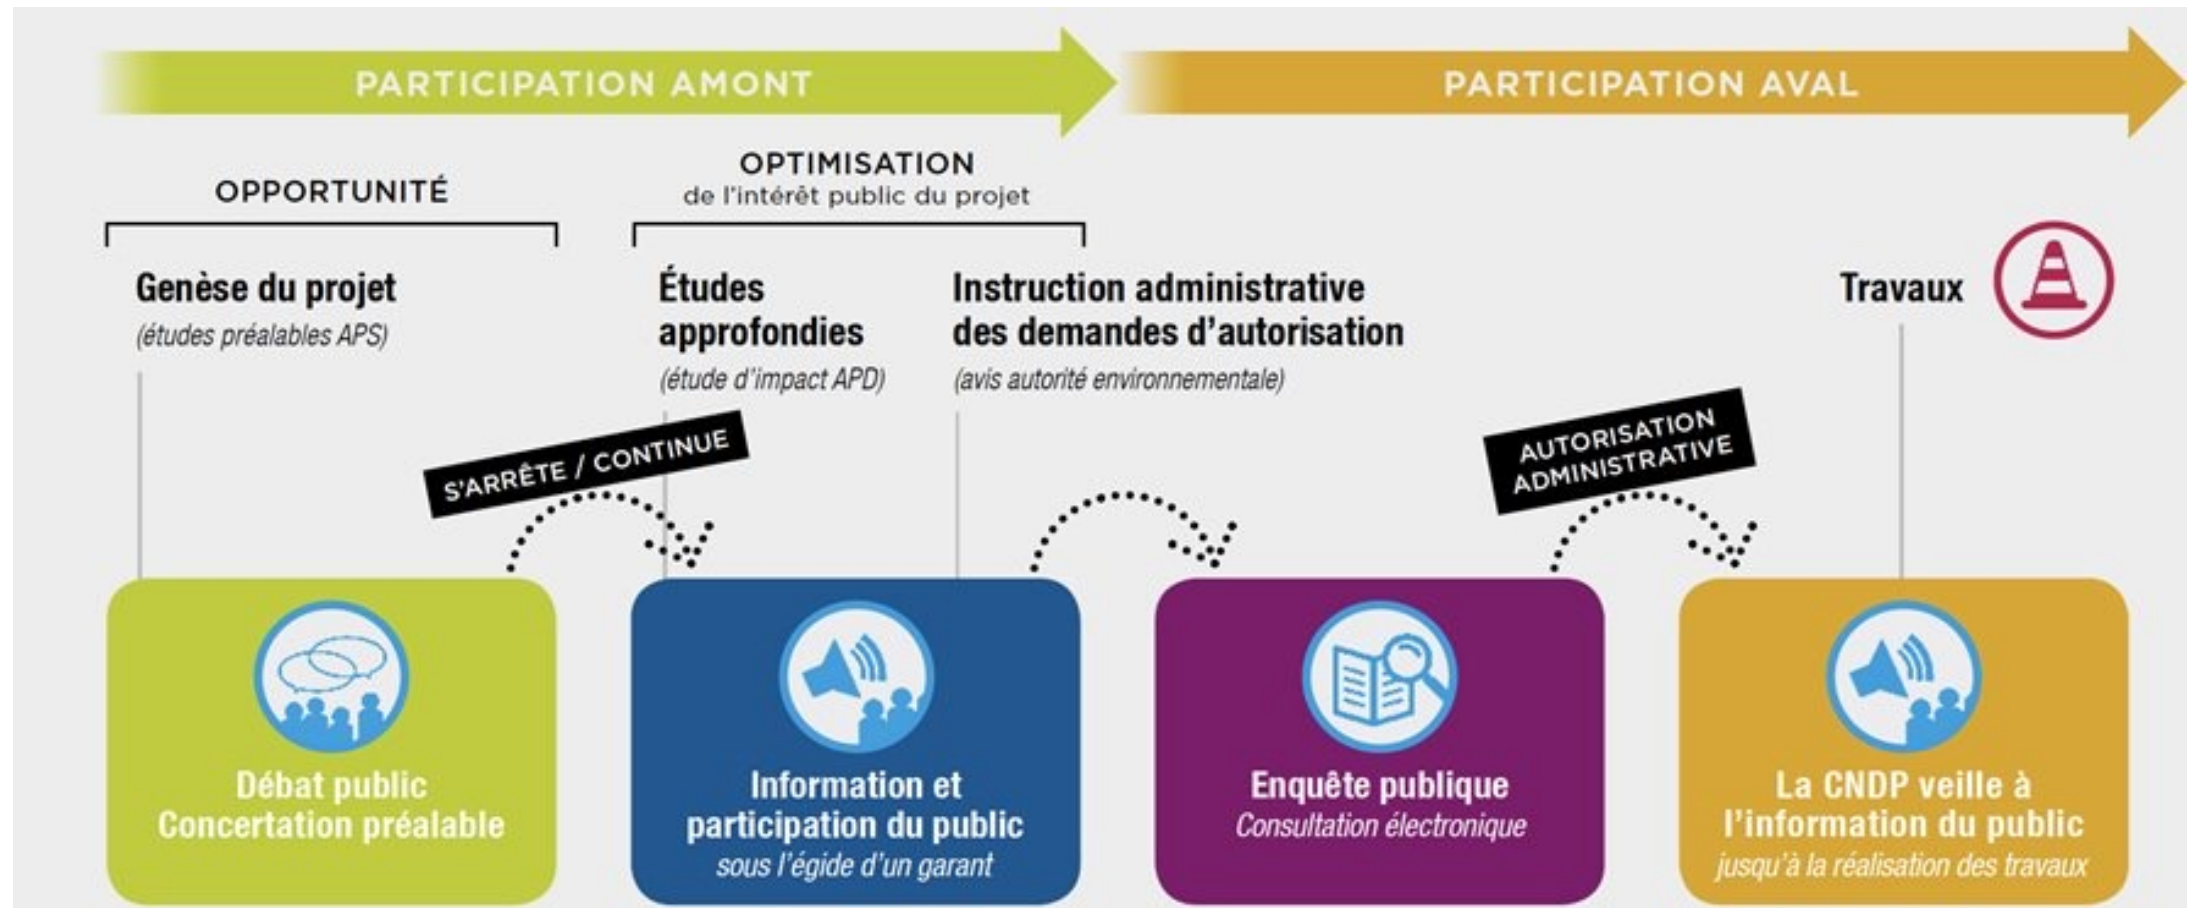 PARTICIPATION AMONT
PARTICIPATION AVAL
OPPORTUNITÉ
OPTIMISATION
de l'intérêt public du projet
Genèse du projet
(études préalables APS)
Études
approfondies
(étude d'impact APD)
Instruction administrative
des demandes d'autorisation
(avis autorité environnementale)
Travaux
S'ARRÊTE / CONTINUE
AUTORISATION
ADMINISTRATIVE
Débat public
Concertation préalable
Information et
participation du public
sous l'égide d'un garant
Enquête publique
Consultation électronique
La CNDP veille à
l'information du public
jusqu'à la réalisation des travaux